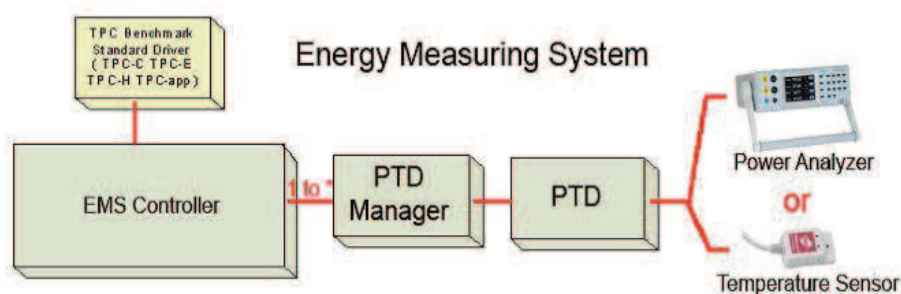 TPC Benchmark
Standard Driver
( TPC-C TPC-E
TPC-H TPC-app )
Energy Measuring System
EMS Controller
1 to *
PTD
Manager
PTD
Power Analyzer
or
Temperature Sensor